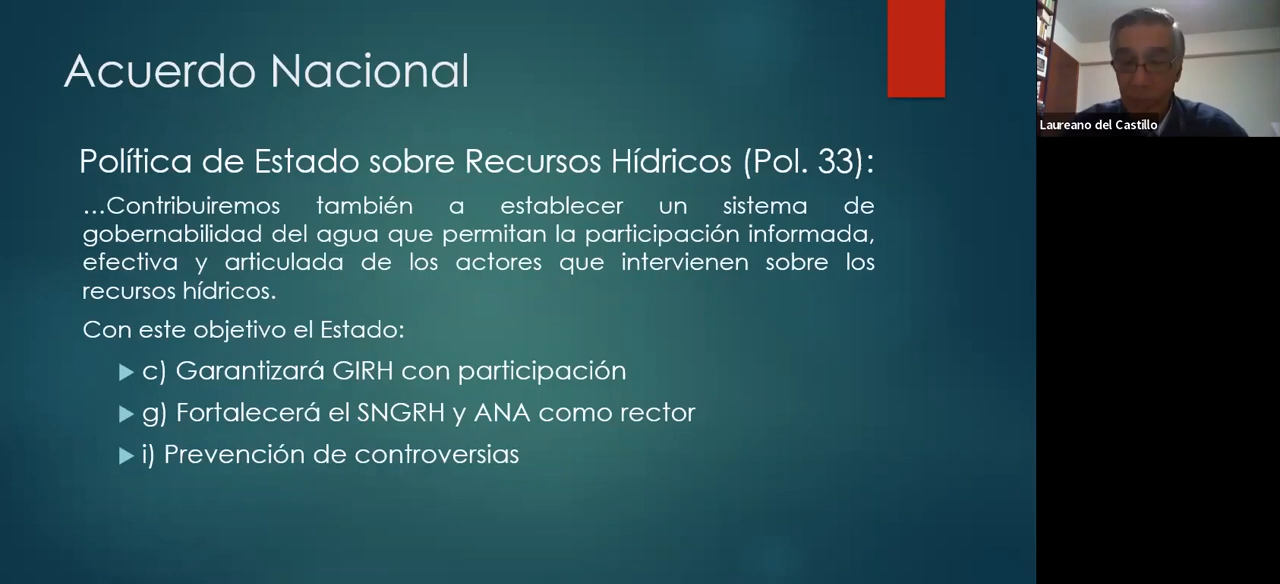 Acuerdo Nacional
Política de Estado sobre Recursos Hídricos (Pol. 33):
…Contribuiremos también a establecer un sistema de
gobernabilidad del agua que permitan la participación informada,
efectiva y articulada de los actores que intervienen sobre los
recursos hídricos.
Con este objetivo el Estado:
c) Garantizará GIRH con participación
g) Fortalecerá el SNGRH y ANA como rector
i) Prevención de controversias
Laureano del Castillo